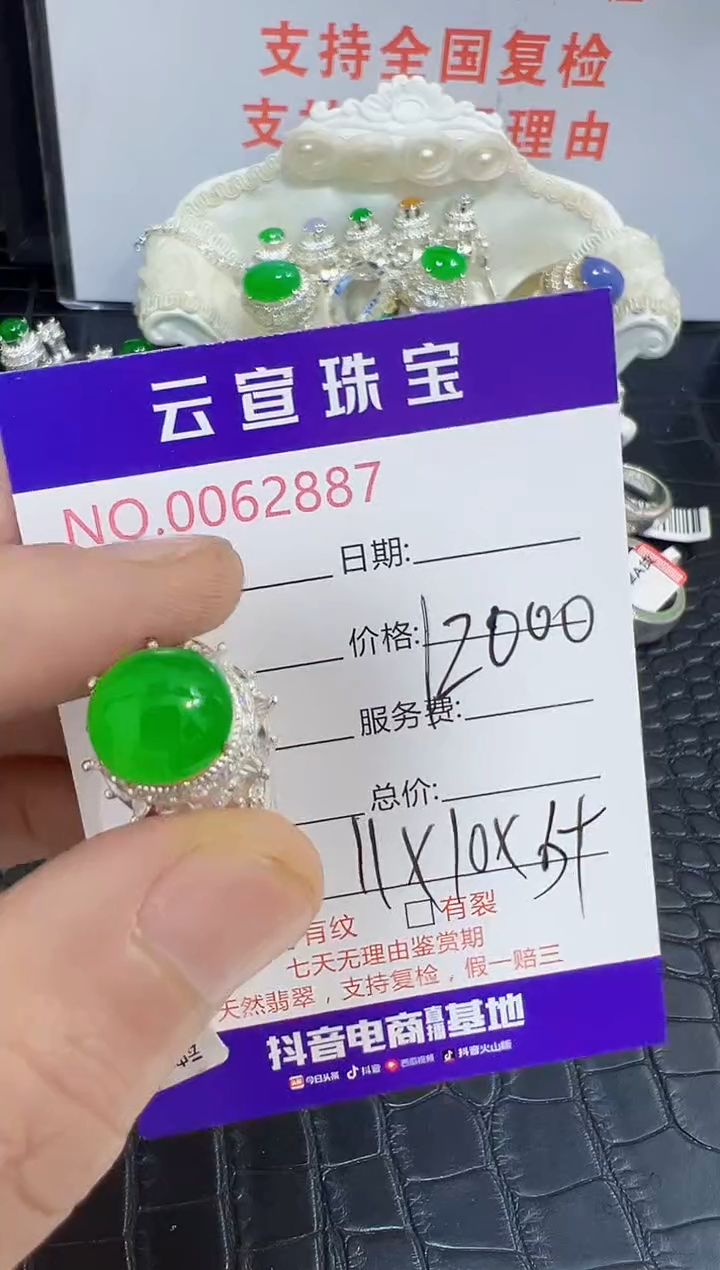 支持全国复检
支 理由
云宣珠宝
NO.0062887
日期:
价格: 12000
服务费:
总价:
11X10X5+
有纹 □有裂
七天无理由鉴赏期
天然翡翠，支持复检，假一赔三
抖音电商直播基地
今日头条 抖音 西瓜视频 抖音火山版